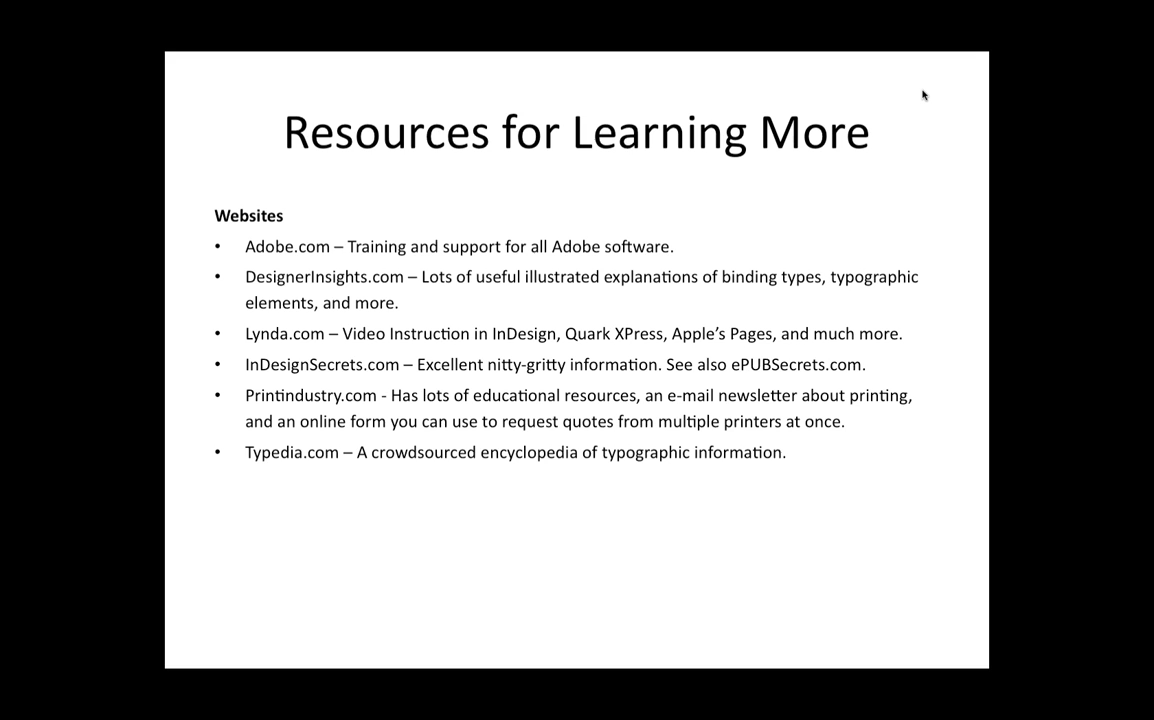 Resources for Learning More
Websites
• Adobe.com – Training and support for all Adobe software.
• DesignerInsights.com – Lots of useful illustrated explanations of binding types, typographic
elements, and more.
• Lynda.com – Video Instruction in InDesign, Quark XPress, Apple’s Pages, and much more.
• InDesignSecrets.com – Excellent nitty-gritty information. See also ePUBSecrets.com.
• Printindustry.com - Has lots of educational resources, an e-mail newsletter about printing,
and an online form you can use to request quotes from multiple printers at once.
• Typedia.com – A crowdsourced encyclopedia of typographic information.